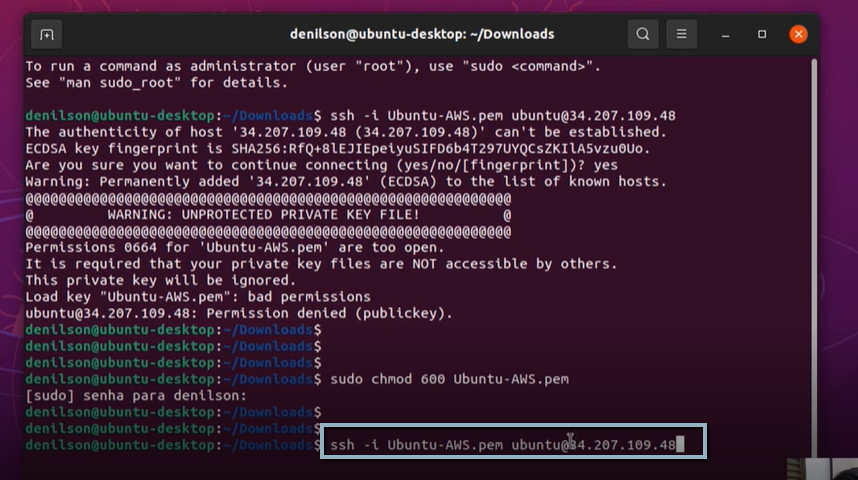 denilson@ubuntu-desktop: ~/Downloads
To run a command as administrator (user "root"), use "sudo <command>".
See "man sudo_root" for details.
denilson@ubuntu-desktop:~/Downloads$ ssh -i Ubuntu-AWS.pem ubuntu@34.207.109.48
The authenticity of host '34.207.109.48 (34.207.109.48)' can't be established.
ECDSA key fingerprint is SHA256:RfQ+8lEJIEpeiyuSIFD6b4T297UYQCsZKIlA5vzu0Uo.
Are you sure you want to continue connecting (yes/no/[fingerprint])? yes
Warning: Permanently added '34.207.109.48' (ECDSA) to the list of known hosts.
@@@@@@@@@@@@@@@@@@@@@@@@@@@@@@@@@@@@@@@@@@@@@@@@@@@@@@@@@@@
@         WARNING: UNPROTECTED PRIVATE KEY FILE!          @
@@@@@@@@@@@@@@@@@@@@@@@@@@@@@@@@@@@@@@@@@@@@@@@@@@@@@@@@@@@
Permissions 0664 for 'Ubuntu-AWS.pem' are too open.
It is required that your private key files are NOT accessible by others.
This private key will be ignored.
Load key "Ubuntu-AWS.pem": bad permissions
ubuntu@34.207.109.48: Permission denied (publickey).
denilson@ubuntu-desktop:~/Downloads$
denilson@ubuntu-desktop:~/Downloads$
denilson@ubuntu-desktop:~/Downloads$
denilson@ubuntu-desktop:~/Downloads$ sudo chmod 600 Ubuntu-AWS.pem
[sudo] senha para denilson:
denilson@ubuntu-desktop:~/Downloads$
denilson@ubuntu-desktop:~/Downloads$
denilson@ubuntu-desktop:~/Downloads$ ssh -i Ubuntu-AWS.pem ubuntu@34.207.109.48